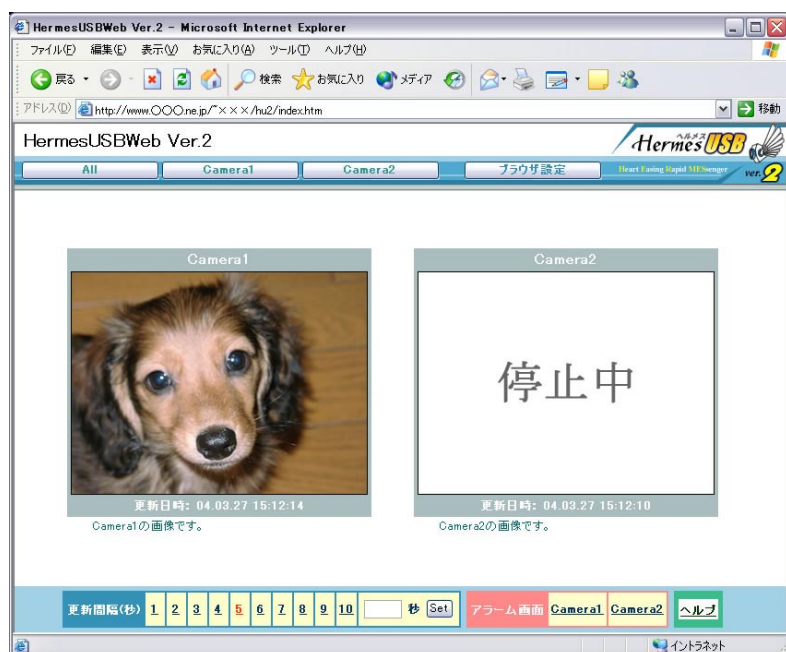 HermesUSBWeb Ver.2 - Microsoft Internet Explorer
ファイル(F) 編集(E) 表示(V) お気に入り(A) ツール(T) ヘルプ(H)
戻る 検索 お気に入り メディア
アドレス(D) http://www.〇〇〇.ne.jp/~×××/hu2/index.htm 移動
HermesUSBWeb Ver.2
ヘルメス
Hermes USB
All Camera1 Camera2 ブラウザ設定 Heart Easing Rapid MESsenger ver.2
Camera1 Camera2
停止中
更新日時: 04.03.27 15:12:14 更新日時: 04.03.27 15:12:10
Camera1の画像です。 Camera2の画像です。
更新間隔(秒) 1 2 3 4 5 6 7 8 9 10 秒 Set アラーム画面 Camera1 Camera2 ヘルプ
イントラネット